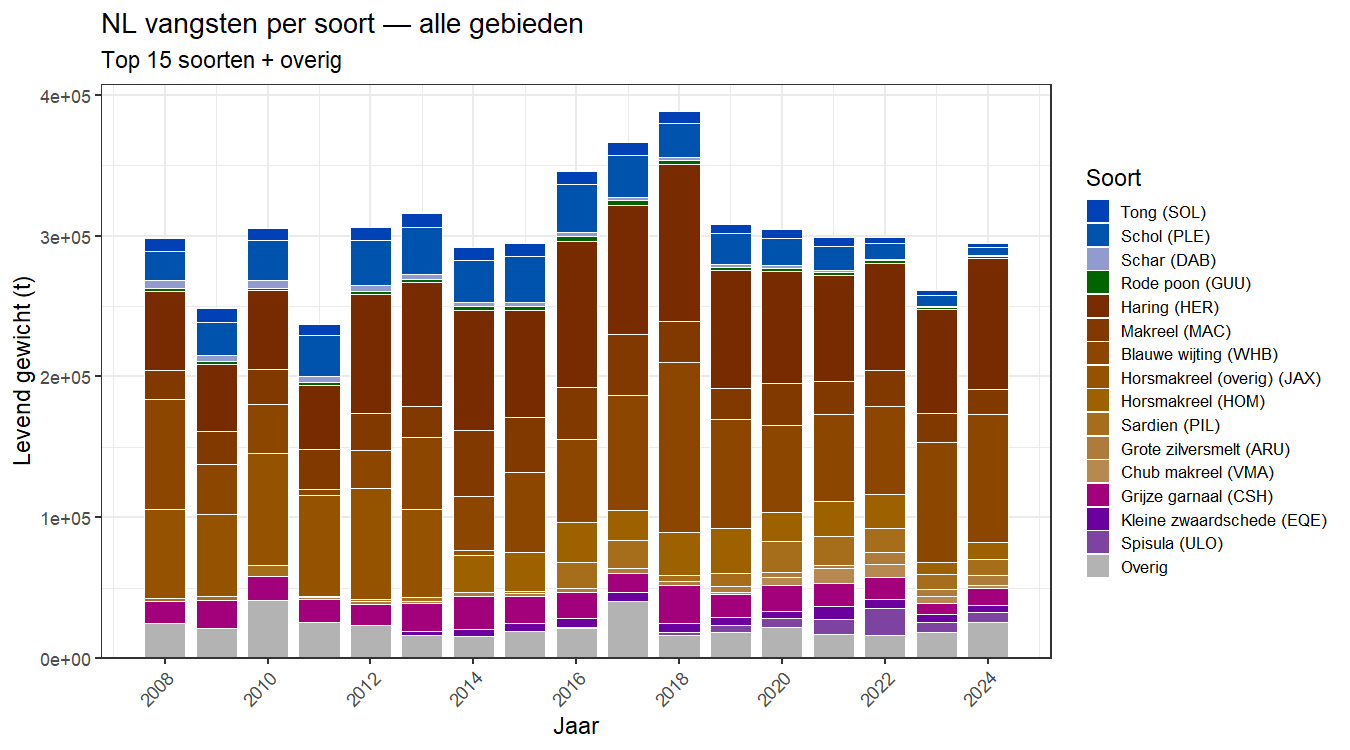 NL vangsten per soort — alle gebieden
Top 15 soorten + overig
Levend gewicht (t)
4e+05
3e+05
2e+05
1e+05
0e+00
2008
2010
2012
2014
2016
2018
2020
2022
2024
Jaar
Soort
Tong (SOL)
Schol (PLE)
Schar (DAB)
Rode poon (GUU)
Haring (HER)
Makreel (MAC)
Blauwe wijting (WHB)
Horsmakreel (overig) (JAX)
Horsmakreel (HOM)
Sardien (PIL)
Grote zilversmelt (ARU)
Chub makreel (VMA)
Grijze garnaal (CSH)
Kleine zwaardschede (EQE)
Spisula (ULO)
Overig